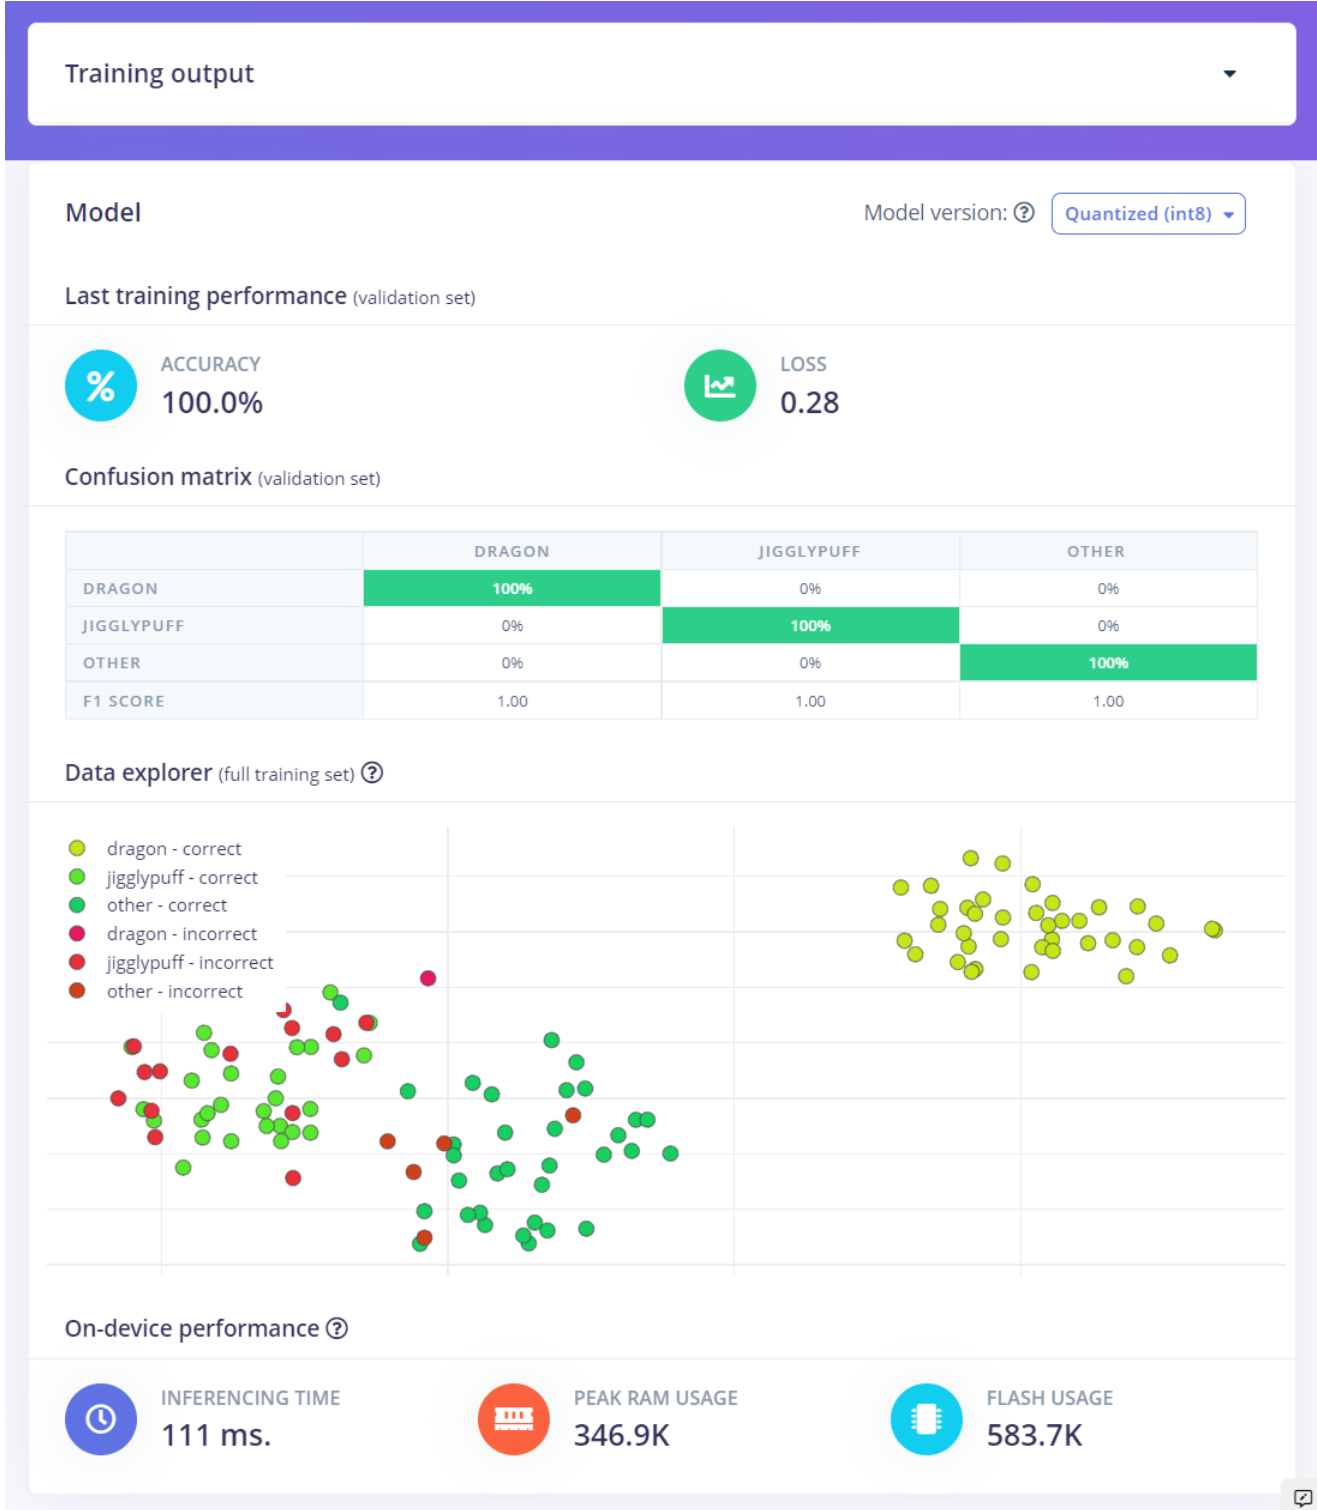 Training output
Model
Model version: Quantized (int8)
Last training performance (validation set)
ACCURACY
100.0%
LOSS
0.28
Confusion matrix (validation set)
DRAGON JIGGLYPUFF OTHER
DRAGON 100% 0% 0%
JIGGLYPUFF 0% 100% 0%
OTHER 0% 0% 100%
F1 SCORE 1.00 1.00 1.00
Data explorer (full training set)
dragon - correct
jigglypuff - correct
other - correct
dragon - incorrect
jigglypuff - incorrect
other - incorrect
On-device performance
INFERENCING TIME
111 ms.
PEAK RAM USAGE
346.9K
FLASH USAGE
583.7K